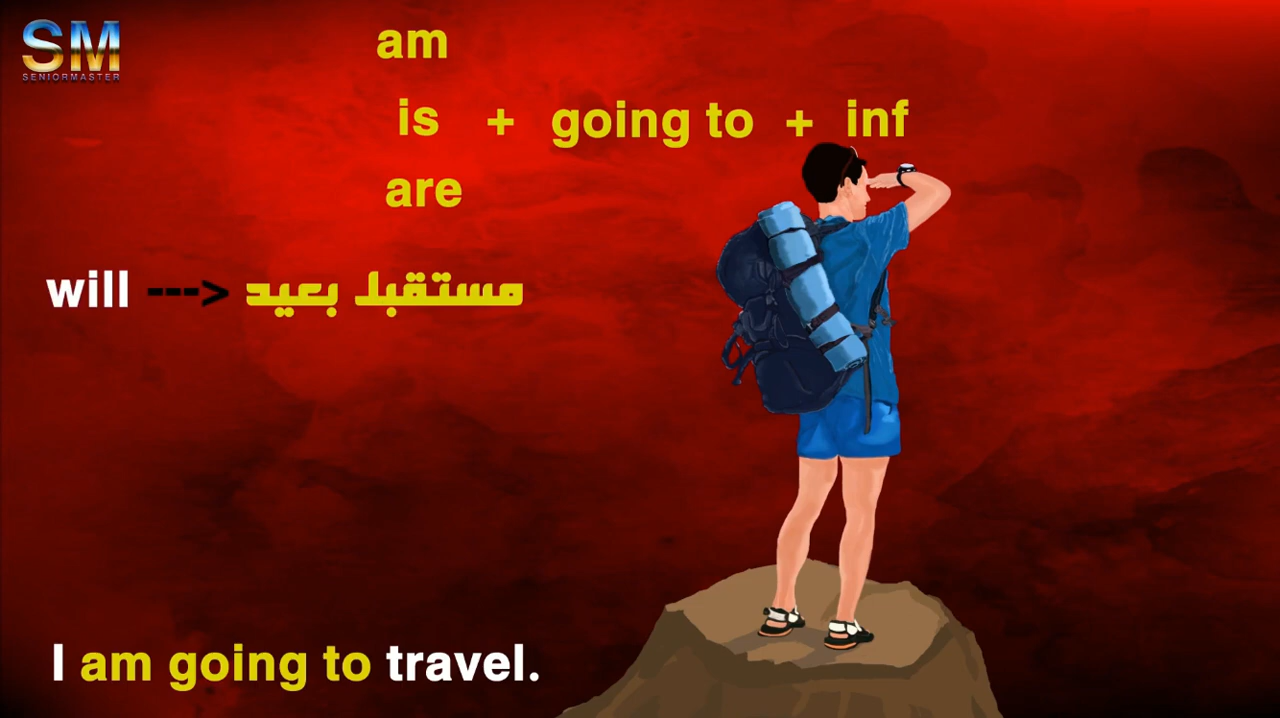 SM
SENIORMASTER
am
is + going to + inf
are
will ---> مستقبل بعيد
I am going to travel.